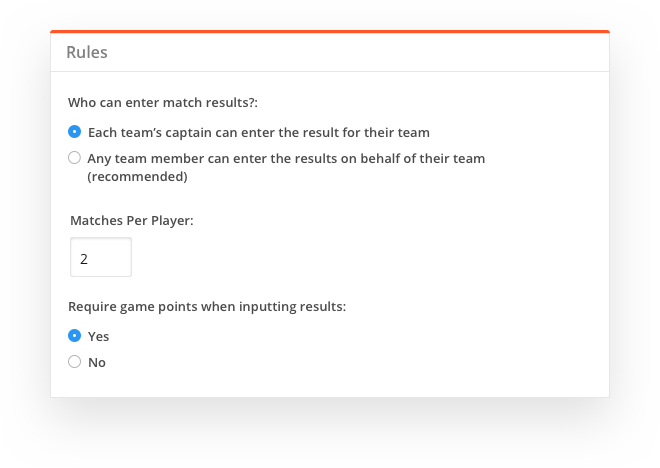 Rules
Who can enter match results?:
Each team's captain can enter the result for their team
Any team member can enter the results on behalf of their team
(recommended)
Matches Per Player:
2
Require game points when inputting results:
Yes
No